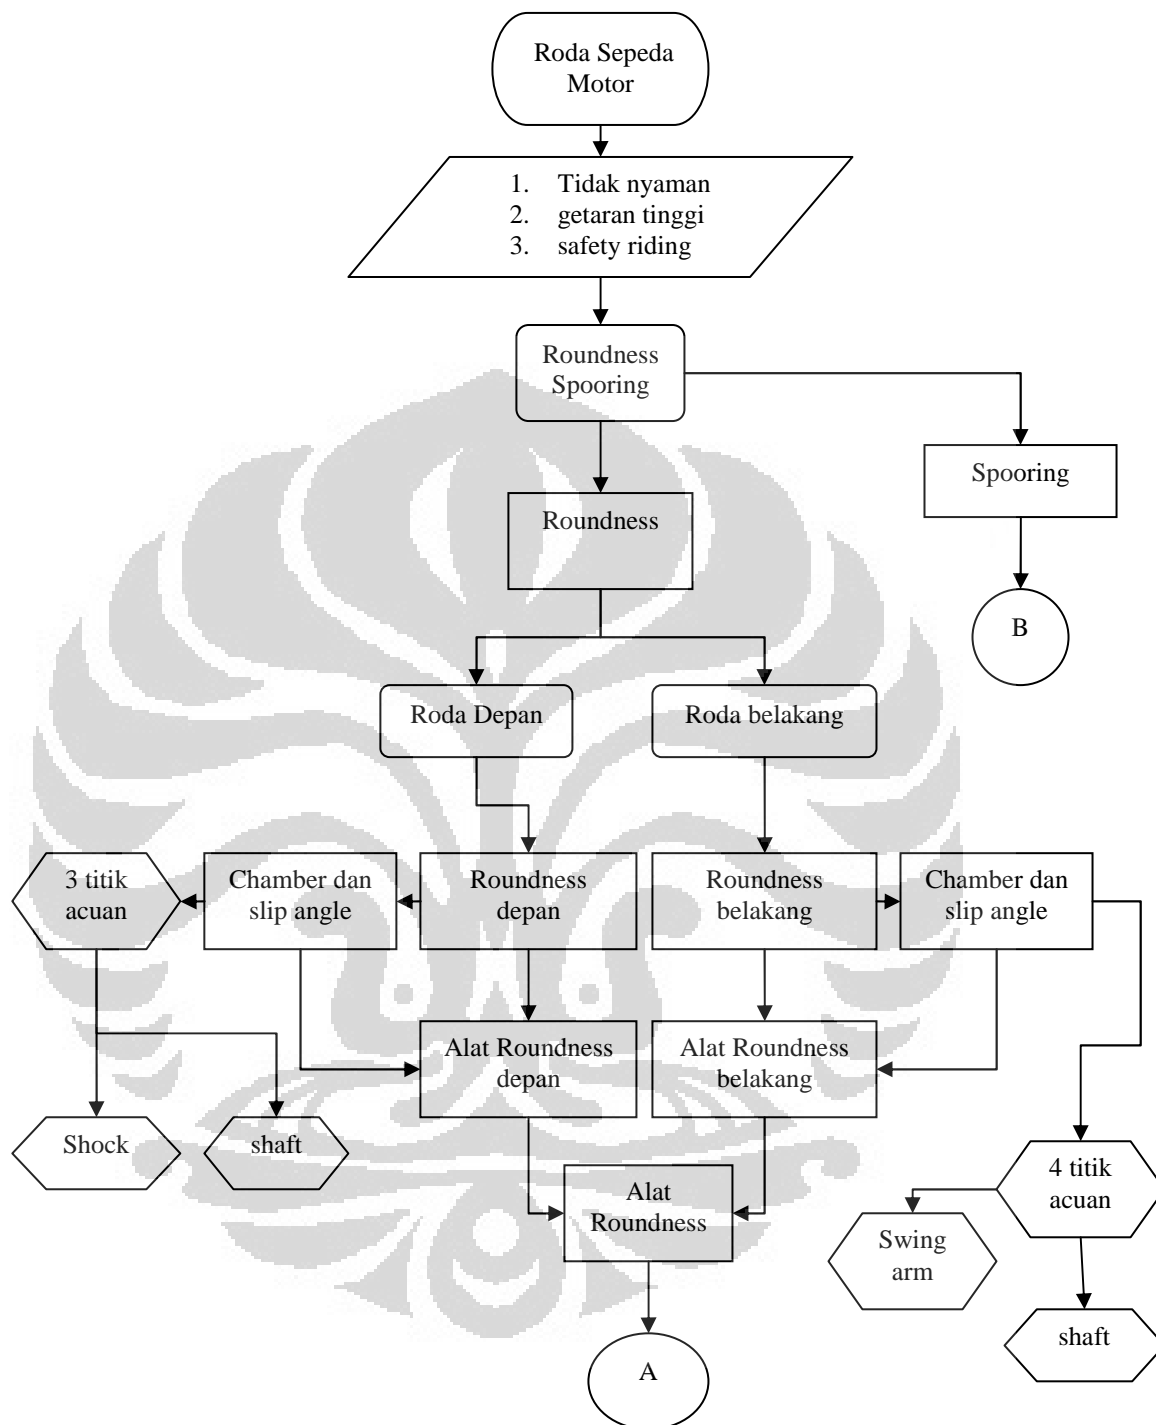 Roda Sepeda
Motor
1. Tidak nyaman
2. getaran tinggi
3. safety riding
Roundness
Spooring
Spooring
Roundness
B
Roda Depan
Roda belakang
3 titik
acuan
Chamber dan
slip angle
Roundness
depan
Roundness
belakang
Chamber dan
slip angle
Alat Roundness
depan
Alat Roundness
belakang
Shock
shaft
4 titik
acuan
Alat
Roundness
Swing
arm
shaft
A